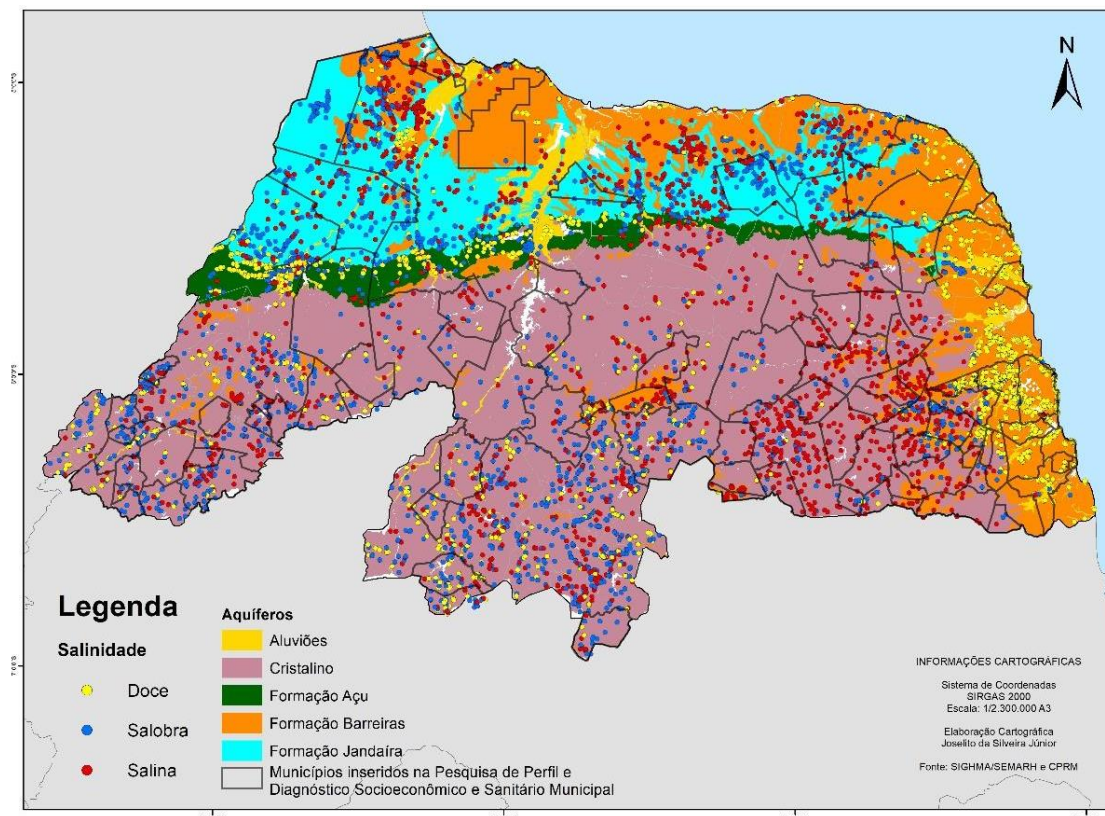 N
Legenda
Salinidade
Doce
Salobra
Salina
Aquíferos
Aluviões
Cristalino
Formação Açu
Formação Barreiras
Formação Jandaíra
Municípios inseridos na Pesquisa de Perfil e
Diagnóstico Socioeconômico e Sanitário Municipal
INFORMAÇÕES CARTOGRÁFICAS
Sistema de Coordenadas
SIRGAS 2000
Escala: 1/2.300.000 A3
Elaboração Cartográfica
Joselito da Silveira Júnior
Fonte: SIGHMA/SEMARH e CPRM